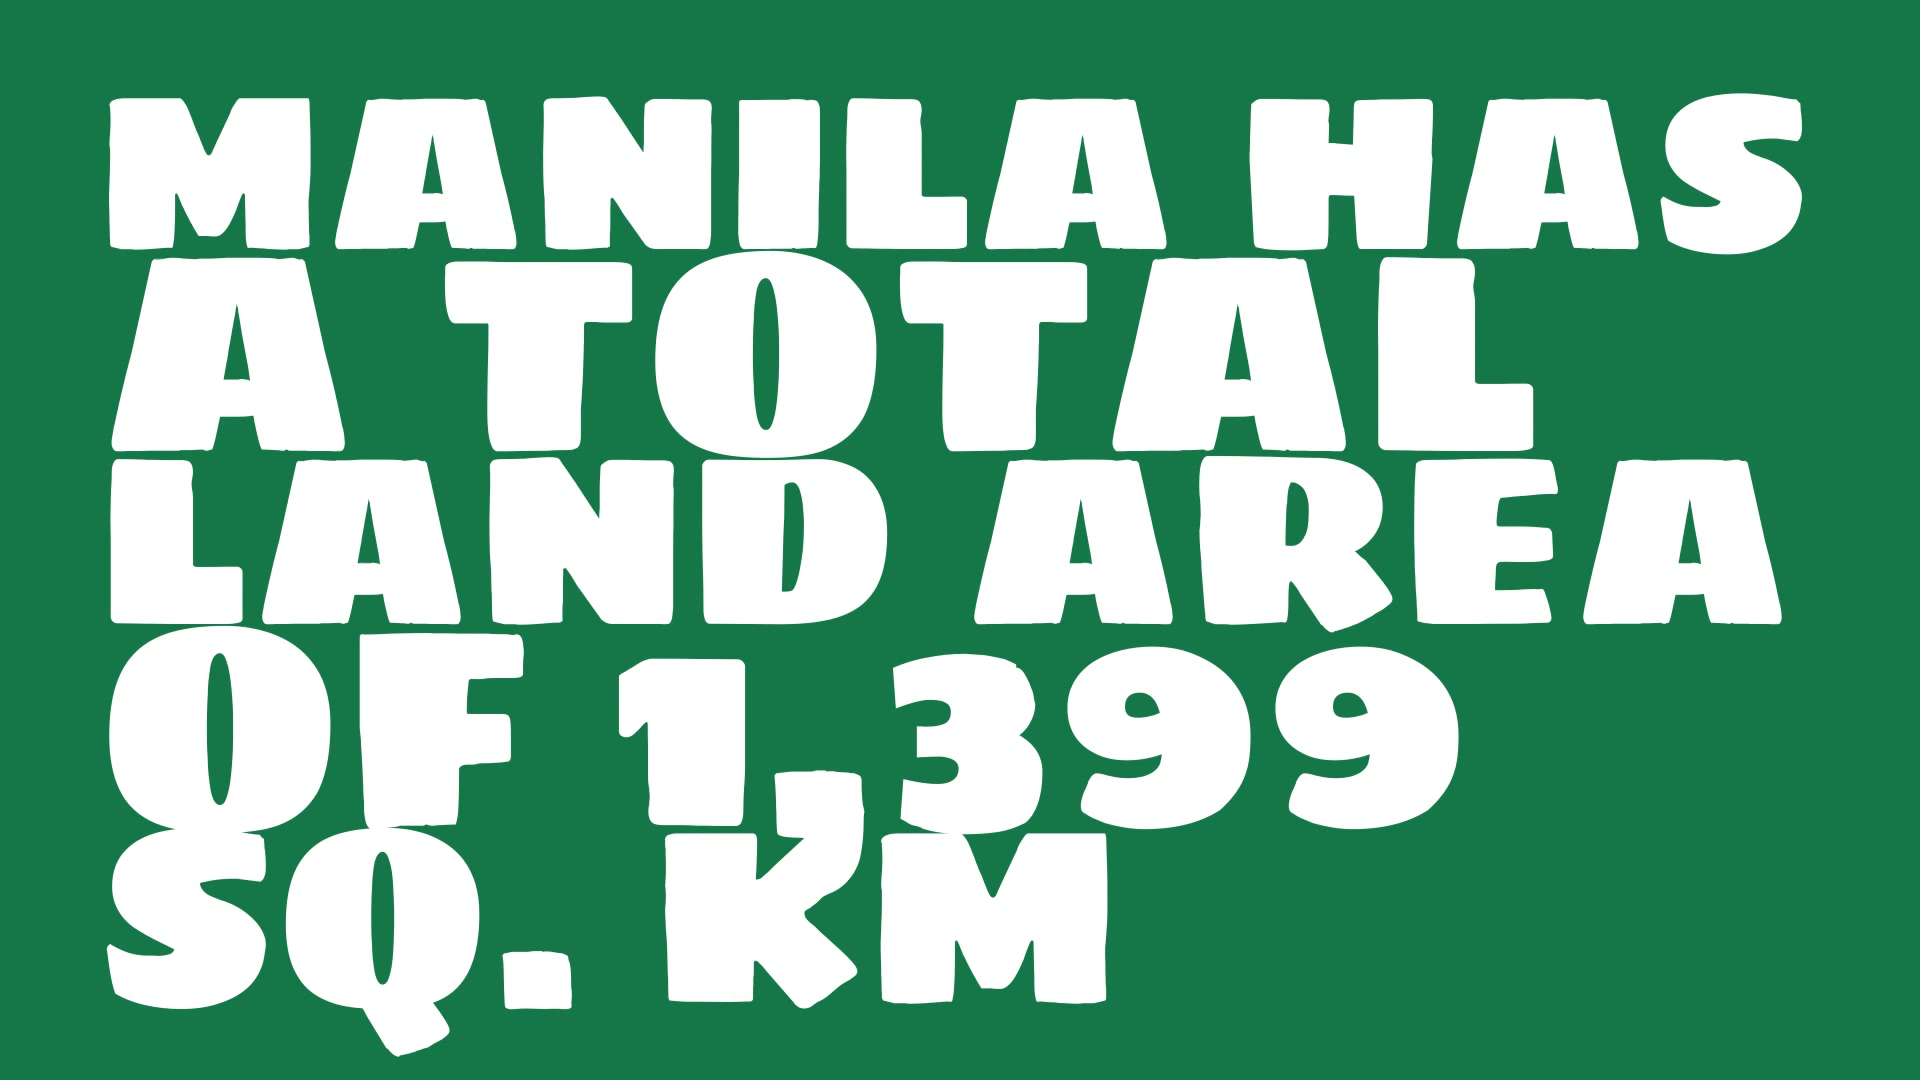 MANILA HAS
A TOTAL
LAND AREA
OF 1,399
SQ. KM